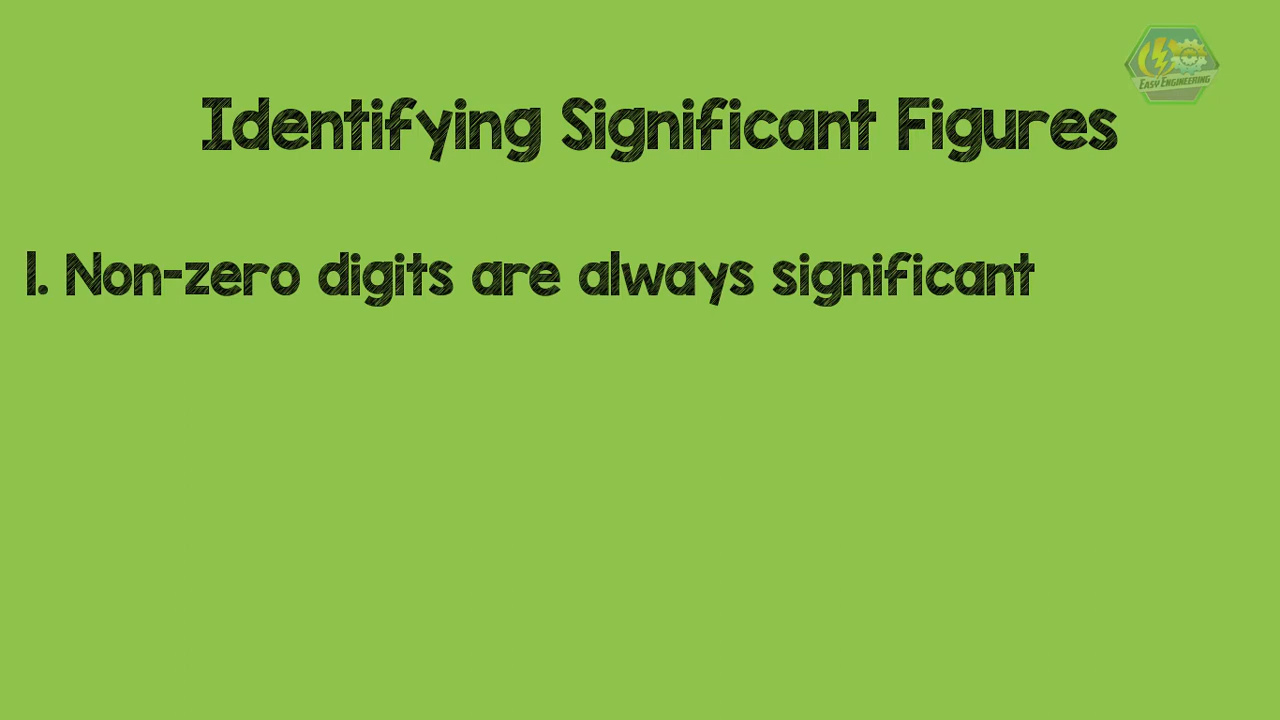 EASY ENGINEERING
Identifying Significant Figures
1. Non-zero digits are always significant